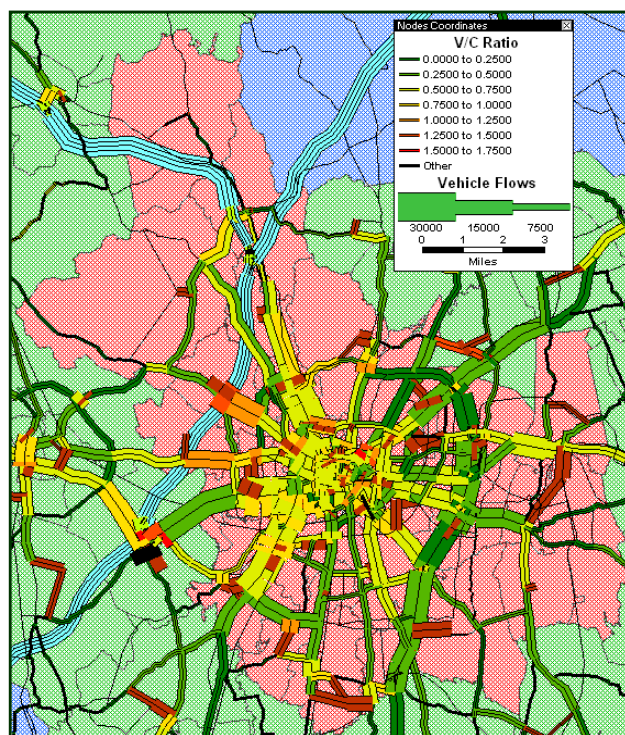 Nodes Coordinates
V/C Ratio
0.0000 to 0.2500
0.2500 to 0.5000
0.5000 to 0.7500
0.7500 to 1.0000
1.0000 to 1.2500
1.2500 to 1.5000
1.5000 to 1.7500
Other
Vehicle Flows
30000 15000 7500
0 1 2 3
Miles